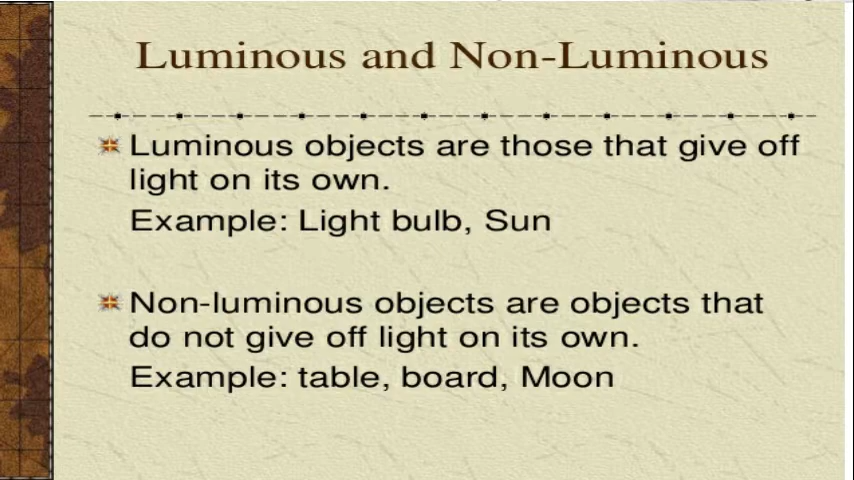 Luminous and Non-Luminous
Luminous objects are those that give off
light on its own.
Example: Light bulb, Sun
Non-luminous objects are objects that
do not give off light on its own.
Example: table, board, Moon